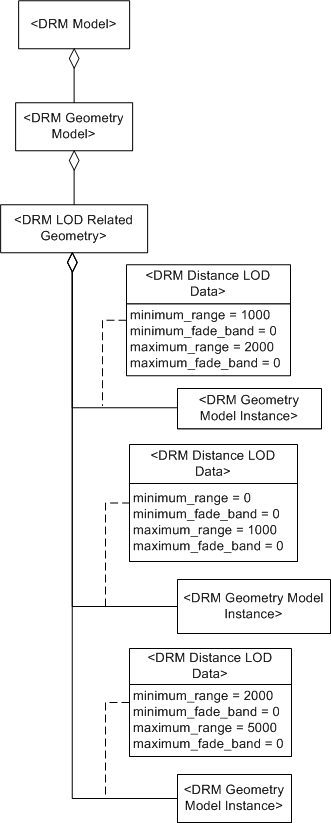 <DRM Model>
<DRM Geometry
Model>
<DRM LOD Related
Geometry>
<DRM Distance LOD
Data>
minimum_range = 1000
minimum_fade_band = 0
maximum_range = 2000
maximum_fade_band = 0
<DRM Geometry
Model Instance>
<DRM Distance LOD
Data>
minimum_range = 0
minimum_fade_band = 0
maximum_range = 1000
maximum_fade_band = 0
<DRM Geometry Model
Instance>
<DRM Distance LOD
Data>
minimum_range = 2000
minimum_fade_band = 0
maximum_range = 5000
maximum_fade_band = 0
<DRM Geometry
Model Instance>